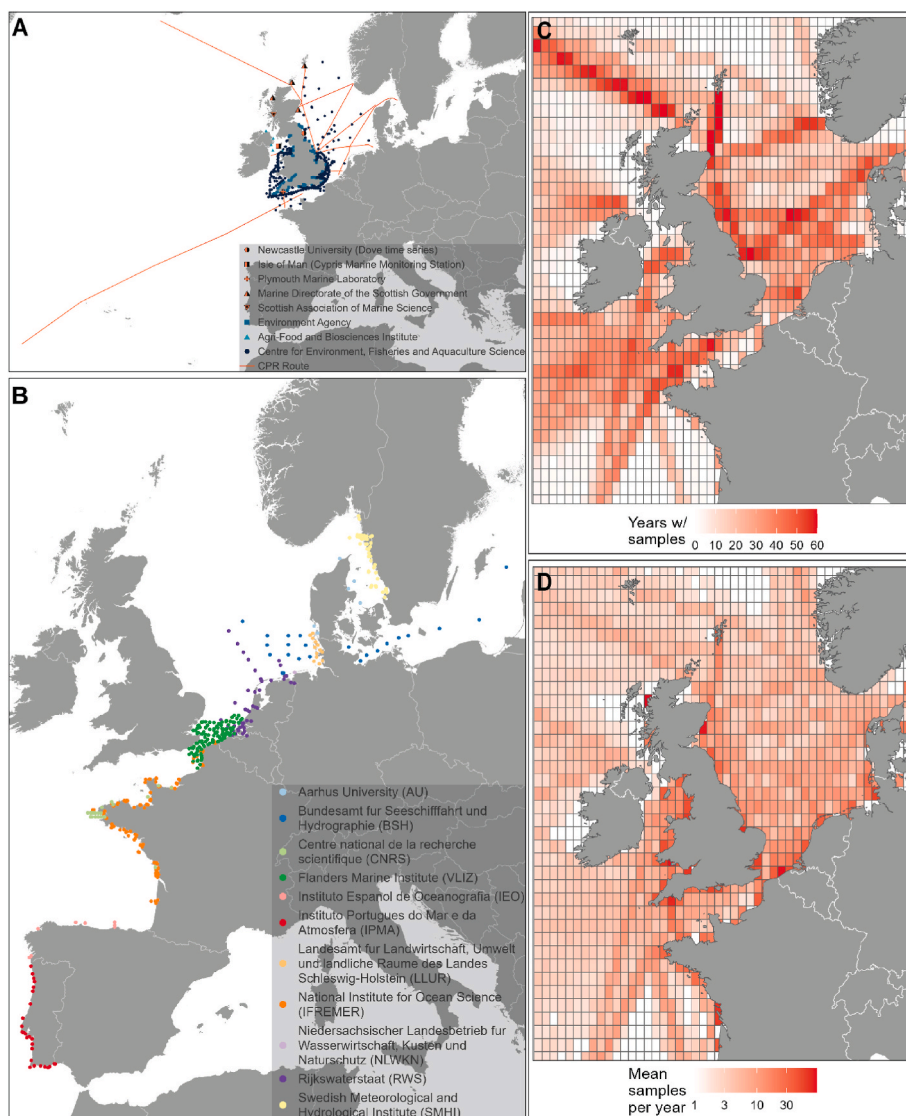 A
Newcastle University (Dove time series)
Isle of Man (Cypris Marine Monitoring Station)
Plymouth Marine Laboratory
Marine Directorate of the Scottish Government
Scottish Association of Marine Science
Environment Agency
Agri-Food and Biosciences Institute
Centre for Environment, Fisheries and Aquaculture Science
CPR Route
B
Aarhus University (AU)
Bundesamt fur Seeschifffahrt und
Hydrographie (BSH)
Centre national de la recherche
scientifique (CNRS)
Flanders Marine Institute (VLIZ)
Instituto Espanol de Oceanografia (IEO)
Instituto Portugues do Mar e da
Atmosfera (IPMA)
Landesamt fur Landwirtschaft, Umwelt
und landliche Raume des Landes
Schleswig-Holstein (LLUR)
National Institute for Ocean Science
(IFREMER)
Niedersachsischer Landesbetrieb fur
Wasserwirtschaft, Kusten und
Naturschutz (NLWKN)
Rijkswaterstaat (RWS)
Swedish Meteorological and
Hydrological Institute (SMHI)
C
Years w/
samples
0 10 20 30 40 50 60
D
Mean
samples
per year
1 3 10 30